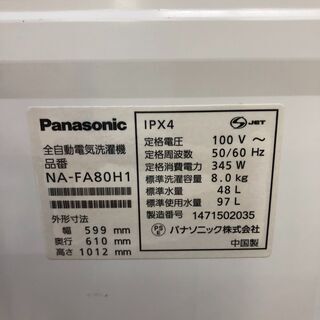 Panasonic
全自動電気洗濯機
品番
NA-FA80H1
外形寸法
幅 599 mm
奥行 610 mm
高さ 1012 mm
IPX4
S JET
定格電圧 100 V ～
定格周波数 50/60 Hz
定格消費電力 345 W
標準洗濯容量 8.0kg
標準水量 48 L
標準使用水量 97 L
製造番号 1471502035
PS E パナソニック株式会社
中国製